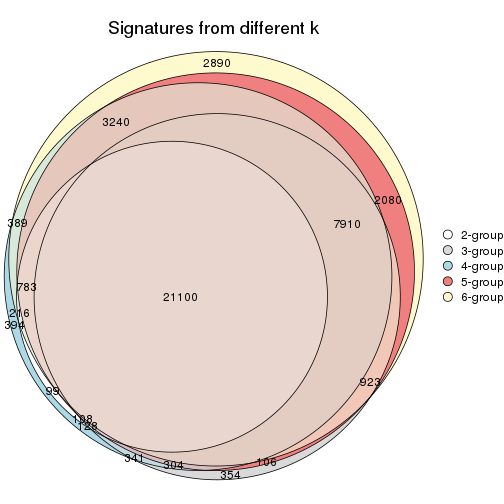 Signatures from different k
2890
3240
2080
389
7910
2-group
3-group
4-group
5-group
6-group
783
21100
216
394
923
99
128
341
304
106
354